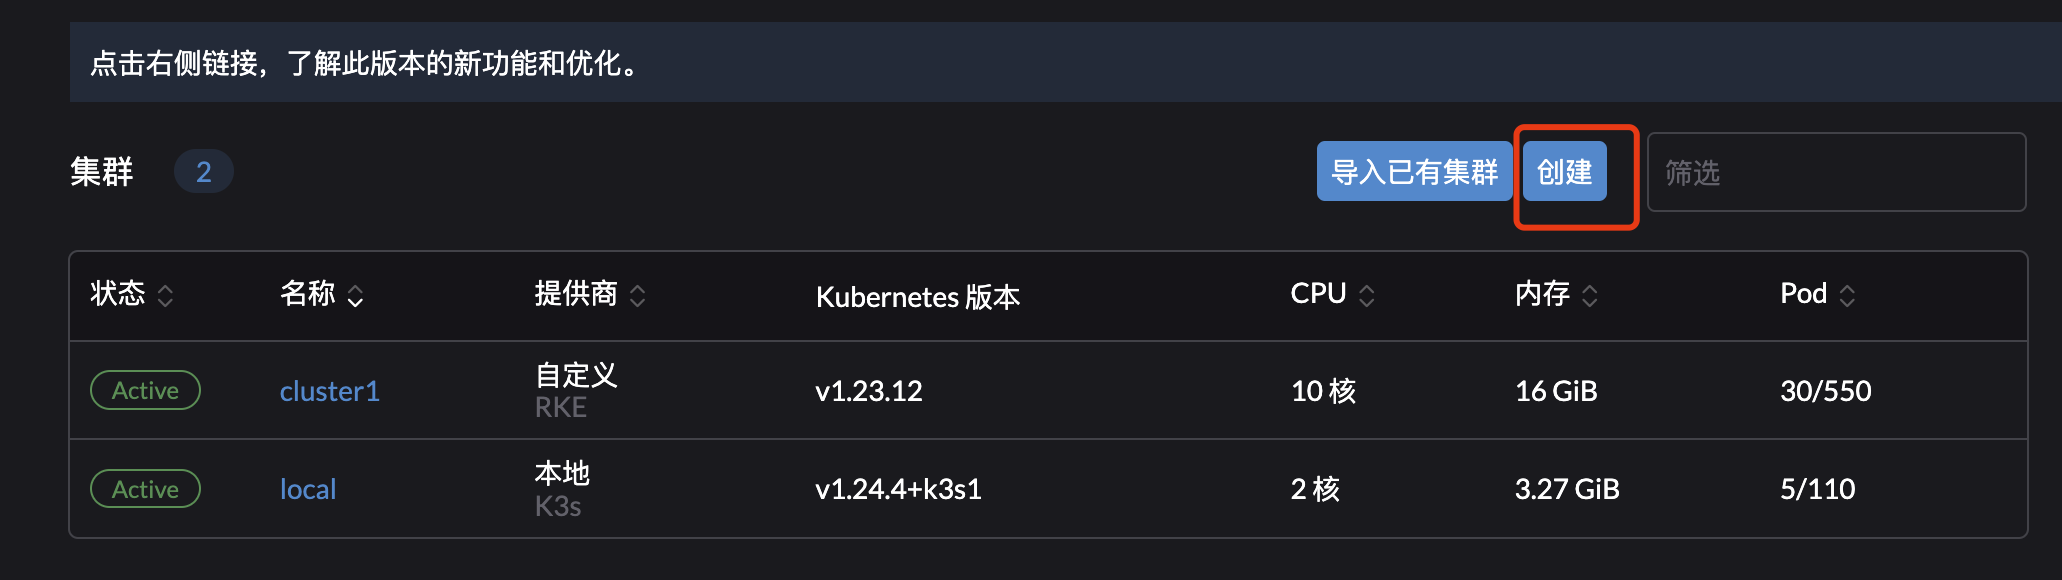 点击右侧链接，了解此版本的新功能和优化。
集群 2 导入已有集群 创建 筛选
状态 名称 提供商 Kubernetes 版本 CPU 内存 Pod
Active cluster1 自定义 v1.23.12 10 核 16 GiB 30/550
RKE
Active local 本地 v1.24.4+k3s1 2 核 3.27 GiB 5/110
K3s